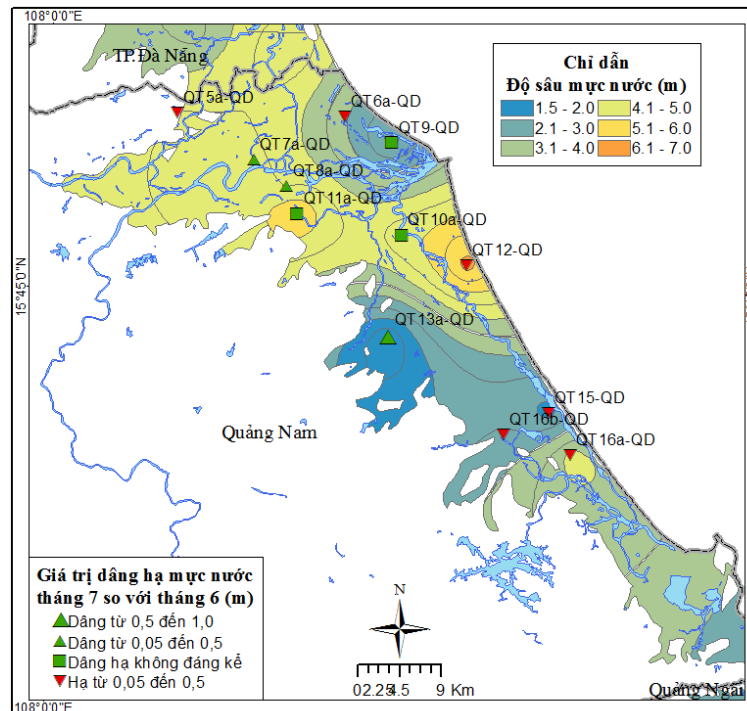 108°0'0"E
TP.Đà Nẵng
Chỉ dẫn
Độ sâu mực nước (m)
1.5 - 2.0
4.1 - 5.0
2.1 - 3.0
5.1 - 6.0
3.1 - 4.0
6.1 - 7.0
QT5a-QD
QT6a-QD
QT9-QD
QT7a-QD
QT8a-QD
QT11a-QD
QT10a-QD
QT12-QD
15°45'0"N
QT13a-QD
QT15-QD
QT16b-QD
Quảng Nam
QT16a-QD
Giá trị dâng hạ mực nước
tháng 7 so với tháng 6 (m)
Dâng từ 0,5 đến 1,0
Dâng từ 0,05 đến 0,5
Dâng hạ không đáng kể
Hạ từ 0,05 đến 0,5
N
0 2.25 4.5 9 Km
Quảng Ngãi
108°0'0"E